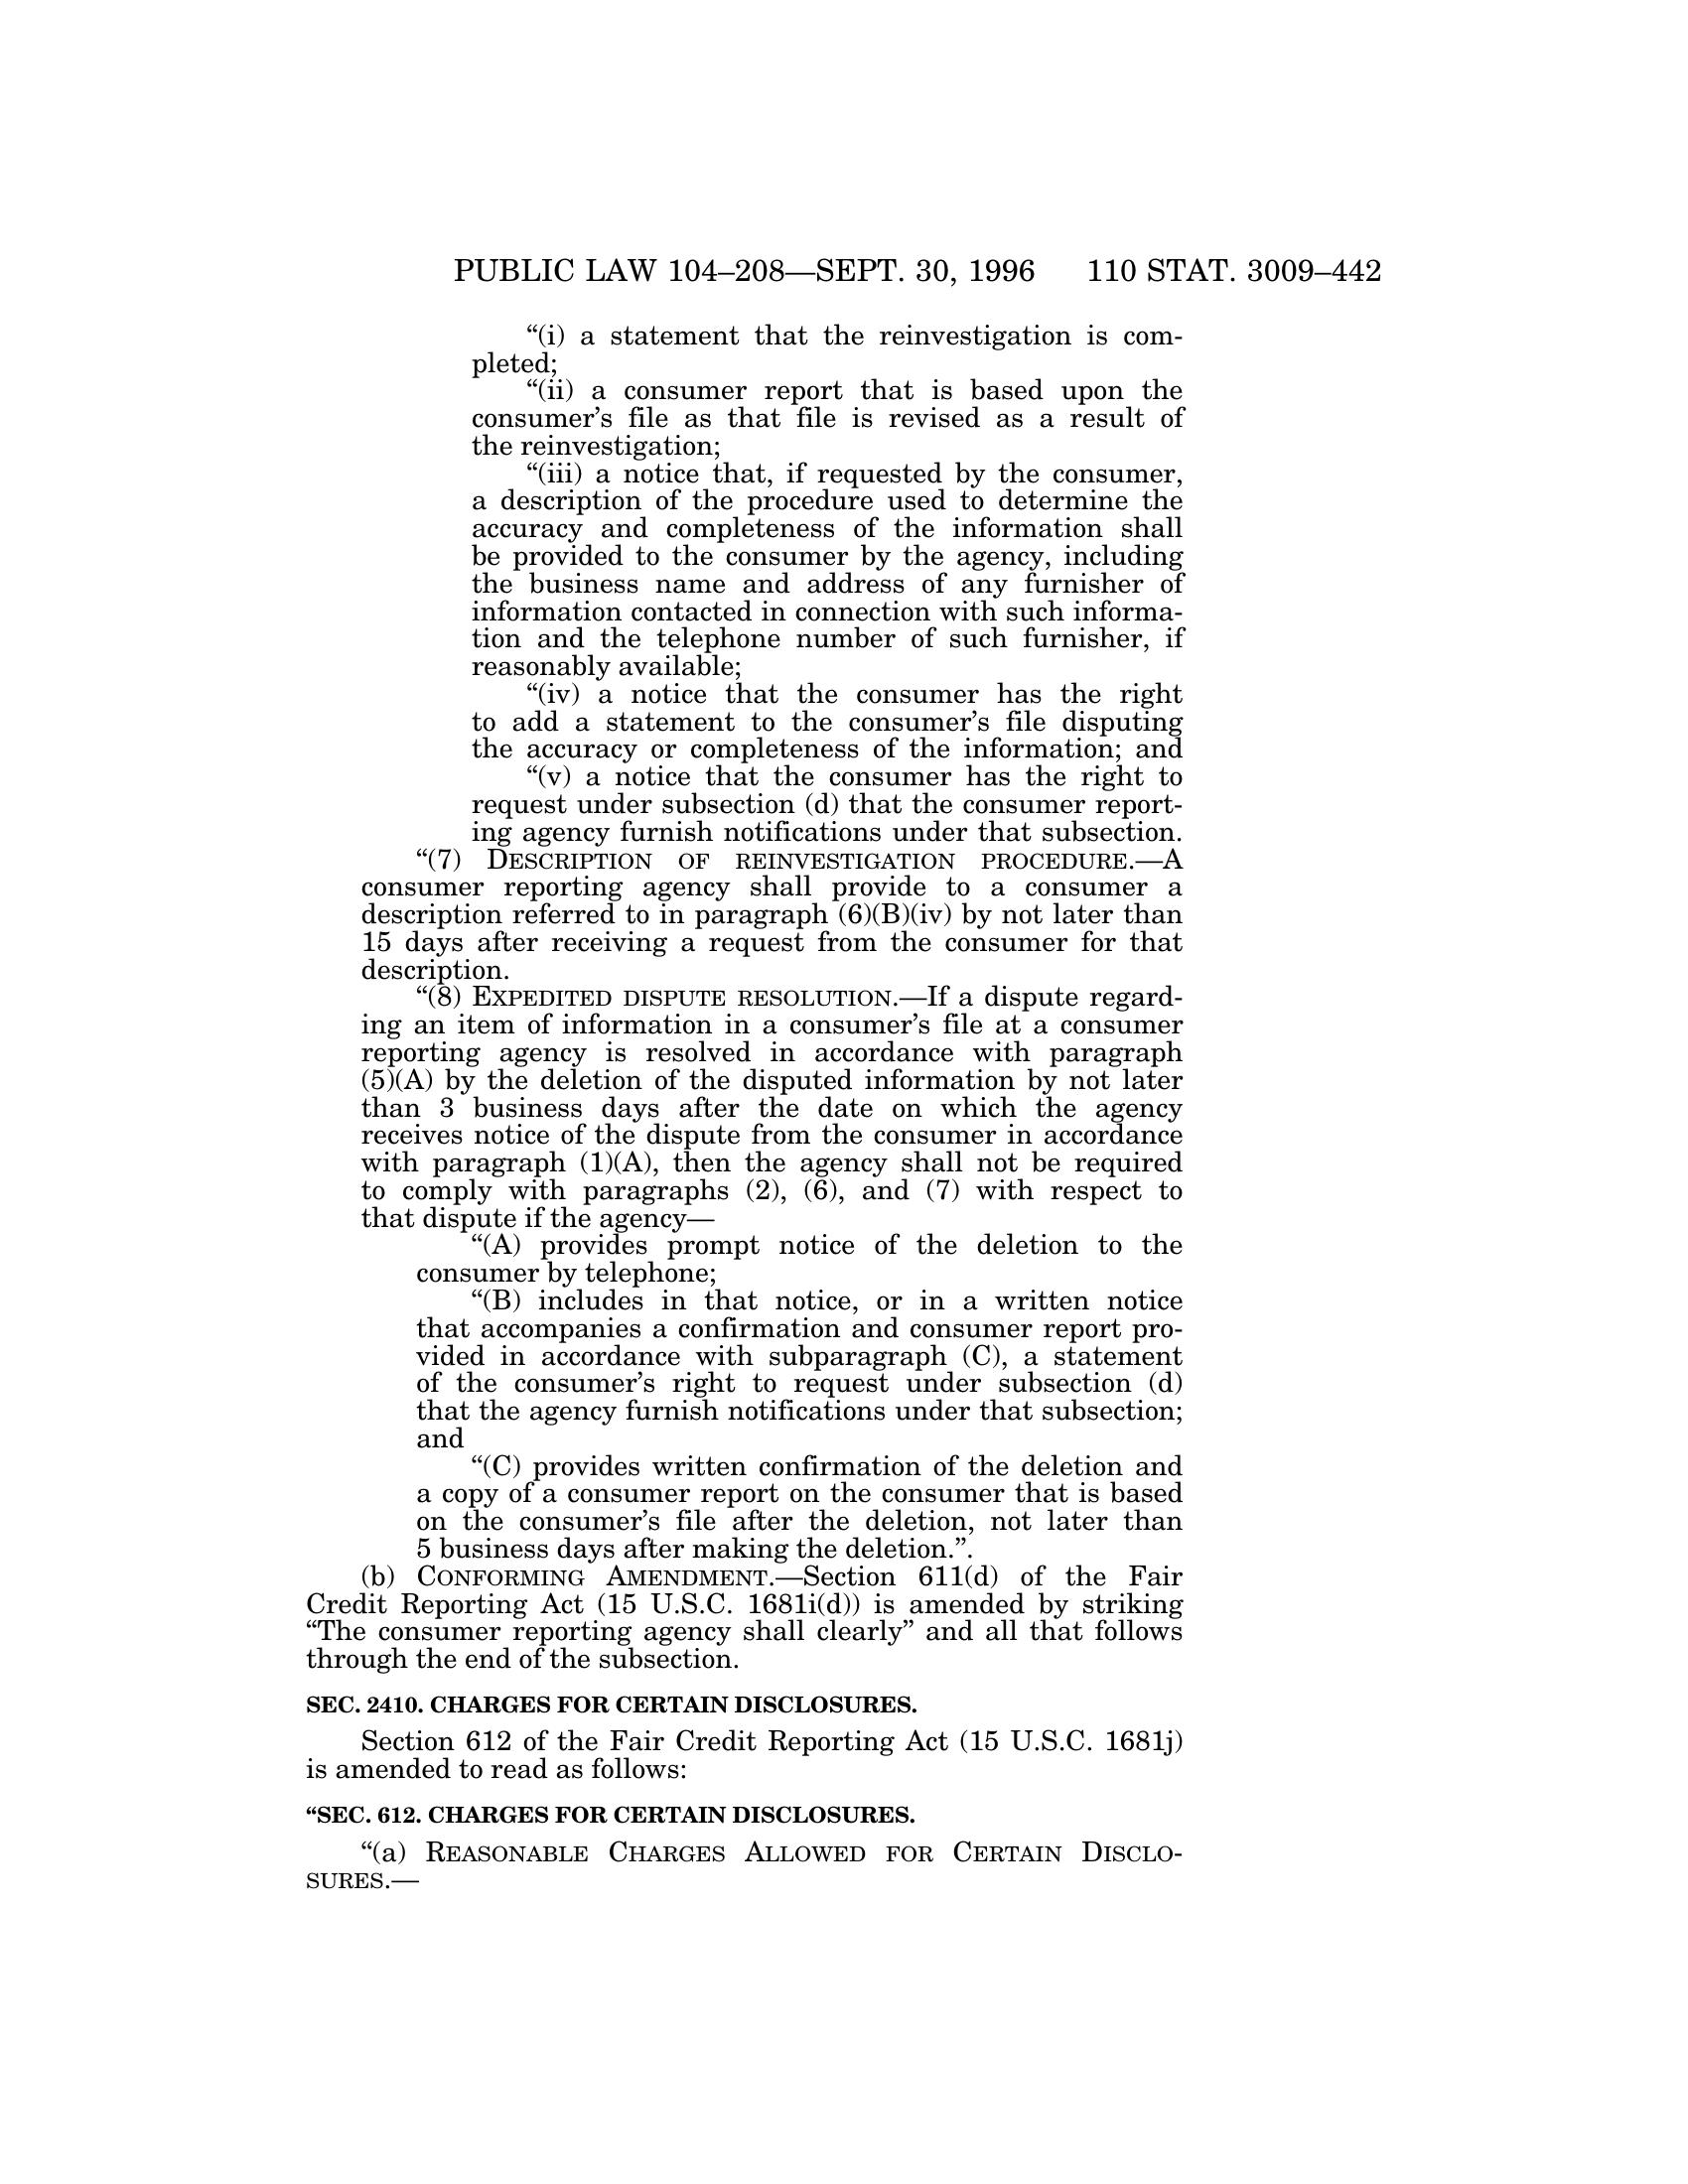 PUBLIC LAW 104–208—SEPT. 30, 1996 110 STAT. 3009–442
“(i) a statement that the reinvestigation is com-
pleted;
“(ii) a consumer report that is based upon the
consumer’s file as that file is revised as a result of
the reinvestigation;
“(iii) a notice that, if requested by the consumer,
a description of the procedure used to determine the
accuracy and completeness of the information shall
be provided to the consumer by the agency, including
the business name and address of any furnisher of
information contacted in connection with such informa-
tion and the telephone number of such furnisher, if
reasonably available;
“(iv) a notice that the consumer has the right
to add a statement to the consumer’s file disputing
the accuracy or completeness of the information; and
“(v) a notice that the consumer has the right to
request under subsection (d) that the consumer report-
ing agency furnish notifications under that subsection.
“(7) DESCRIPTION OF REINVESTIGATION PROCEDURE.—A
consumer reporting agency shall provide to a consumer a
description referred to in paragraph (6)(B)(iv) by not later than
15 days after receiving a request from the consumer for that
description.
“(8) EXPEDITED DISPUTE RESOLUTION.—If a dispute regard-
ing an item of information in a consumer’s file at a consumer
reporting agency is resolved in accordance with paragraph
(5)(A) by the deletion of the disputed information by not later
than 3 business days after the date on which the agency
receives notice of the dispute from the consumer in accordance
with paragraph (1)(A), then the agency shall not be required
to comply with paragraphs (2), (6), and (7) with respect to
that dispute if the agency—
“(A) provides prompt notice of the deletion to the
consumer by telephone;
“(B) includes in that notice, or in a written notice
that accompanies a confirmation and consumer report pro-
vided in accordance with subparagraph (C), a statement
of the consumer’s right to request under subsection (d)
that the agency furnish notifications under that subsection;
and
“(C) provides written confirmation of the deletion and
a copy of a consumer report on the consumer that is based
on the consumer’s file after the deletion, not later than
5 business days after making the deletion.”.
(b) CONFORMING AMENDMENT.—Section 611(d) of the Fair
Credit Reporting Act (15 U.S.C. 1681i(d)) is amended by striking
“The consumer reporting agency shall clearly” and all that follows
through the end of the subsection.
SEC. 2410. CHARGES FOR CERTAIN DISCLOSURES.
Section 612 of the Fair Credit Reporting Act (15 U.S.C. 1681j)
is amended to read as follows:
“SEC. 612. CHARGES FOR CERTAIN DISCLOSURES.
“(a) REASONABLE CHARGES ALLOWED FOR CERTAIN DISCLO-
SURES.—